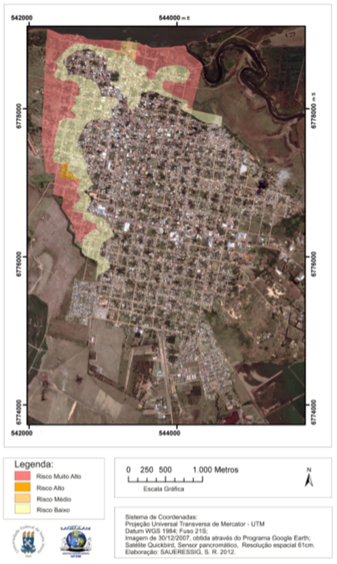 542000
544000 m E
6778000
6778000 m S
6776000
6776000
6774000
6774000
542000
544000
Legenda:
Risco Muito Alto
Risco Alto
Risco Médio
Risco Baixo
0 250 500 1.000 Metros
Escala Gráfica
N
Sistema de Coordenadas:
Projeção Universal Transversa de Mercator - UTM
Datum WGS 1984; Fuso 21S;
Imagem de 30/12/2007, obtida através do Programa Google Earth;
Satélite Quickbird, Sensor pancromático, Resolução espacial 61cm.
Elaboração: SALIERESSIG, S. R. 2012.